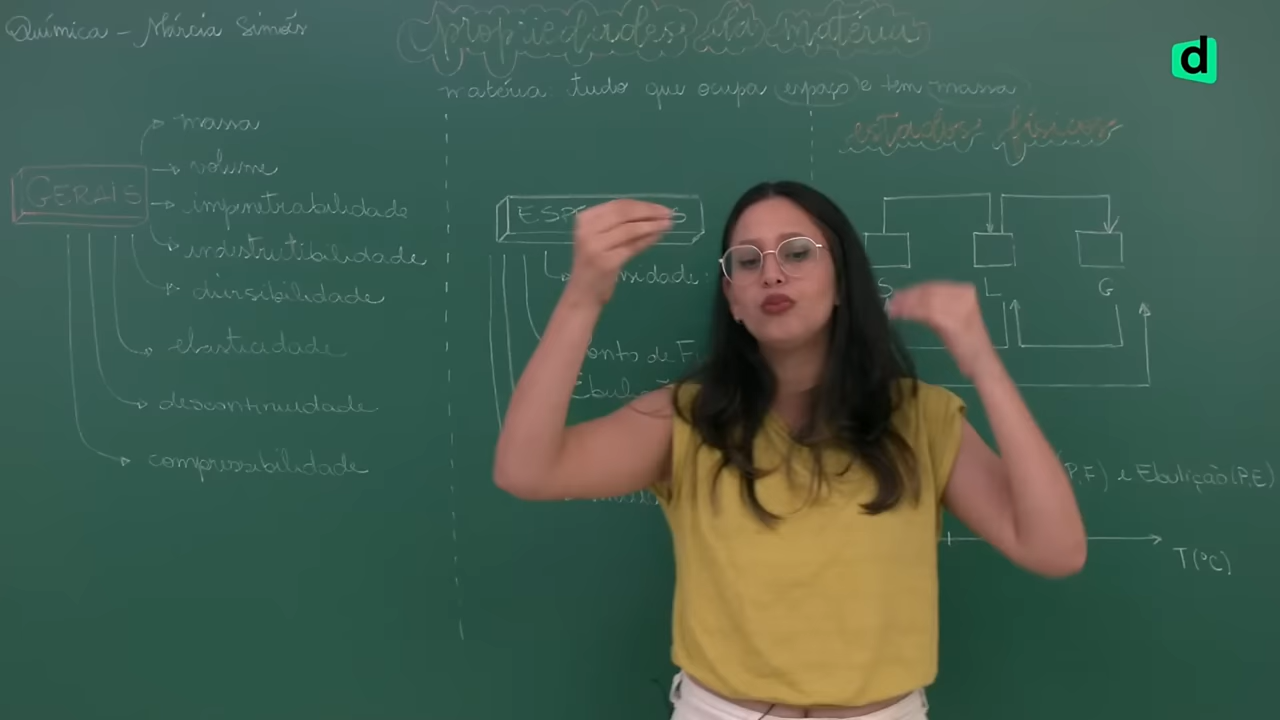 Química - Márcia Simões
propriedades da matéria
d
matéria: tudo que ocupa espaço e tem massa
estados físicos
GERAIS
massa
volume
impenetrabilidade
indestrutibilidade
divisibilidade
elasticidade
descontinuidade
compressibilidade
L
G
(P.F) e Ebulição (P.E)
T(°C)